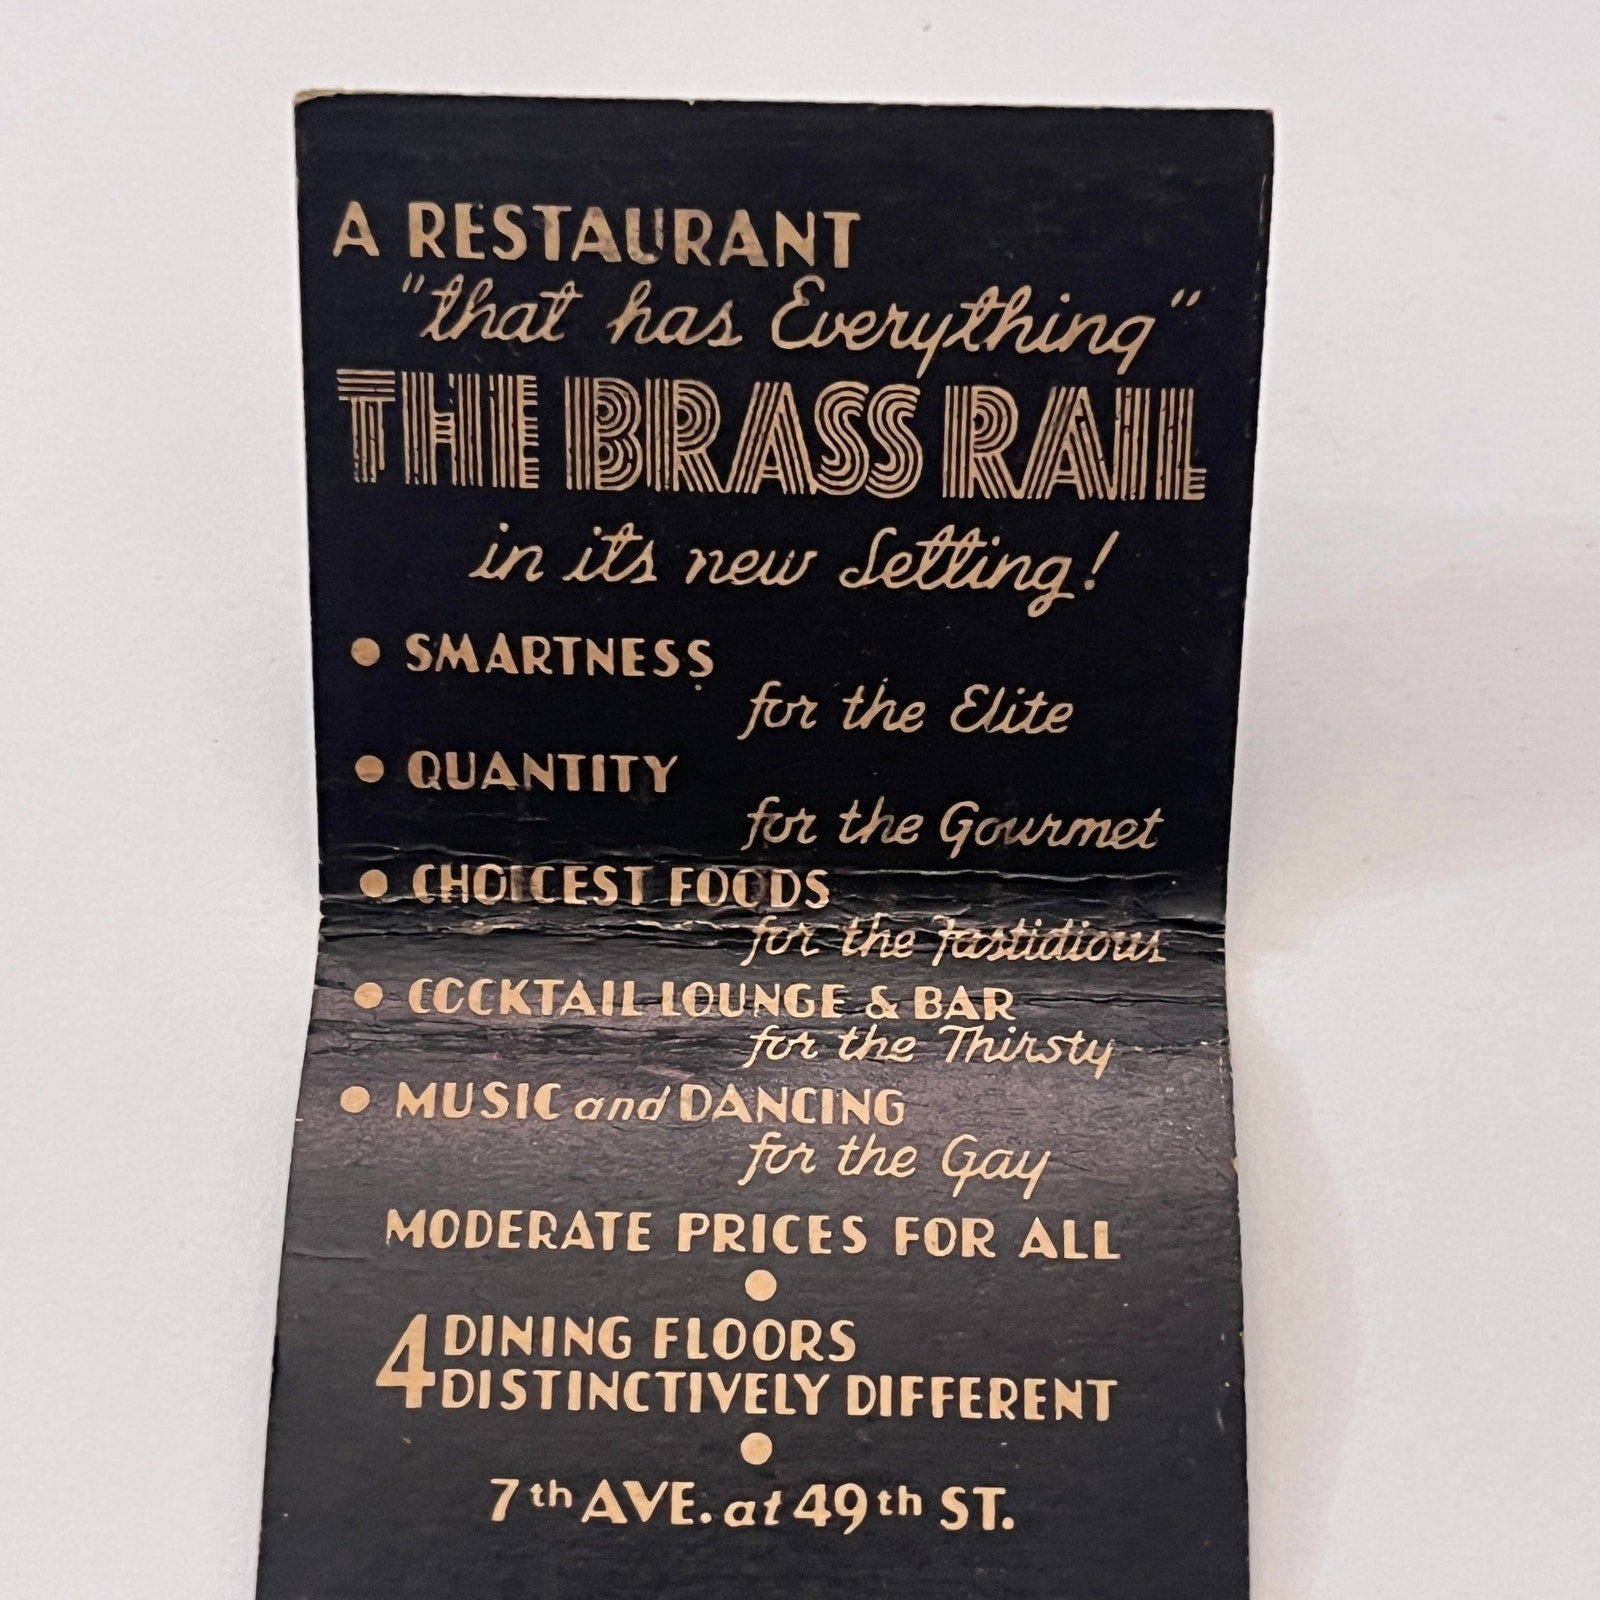 A RESTAURANT
"that has Everything"
THE BRASS RAIL
in its new Setting!
● SMARTNESS
for the Elite
● QUANTITY
for the Gourmet
● CHOICEST FOODS
for the Fastidious
● COCKTAIL LOUNGE & BAR
for the Thirsty
● MUSIC and DANCING
for the Gay
MODERATE PRICES FOR ALL
●
4 DINING FLOORS
DISTINCTIVELY DIFFERENT
●
7th AVE. at 49th ST.